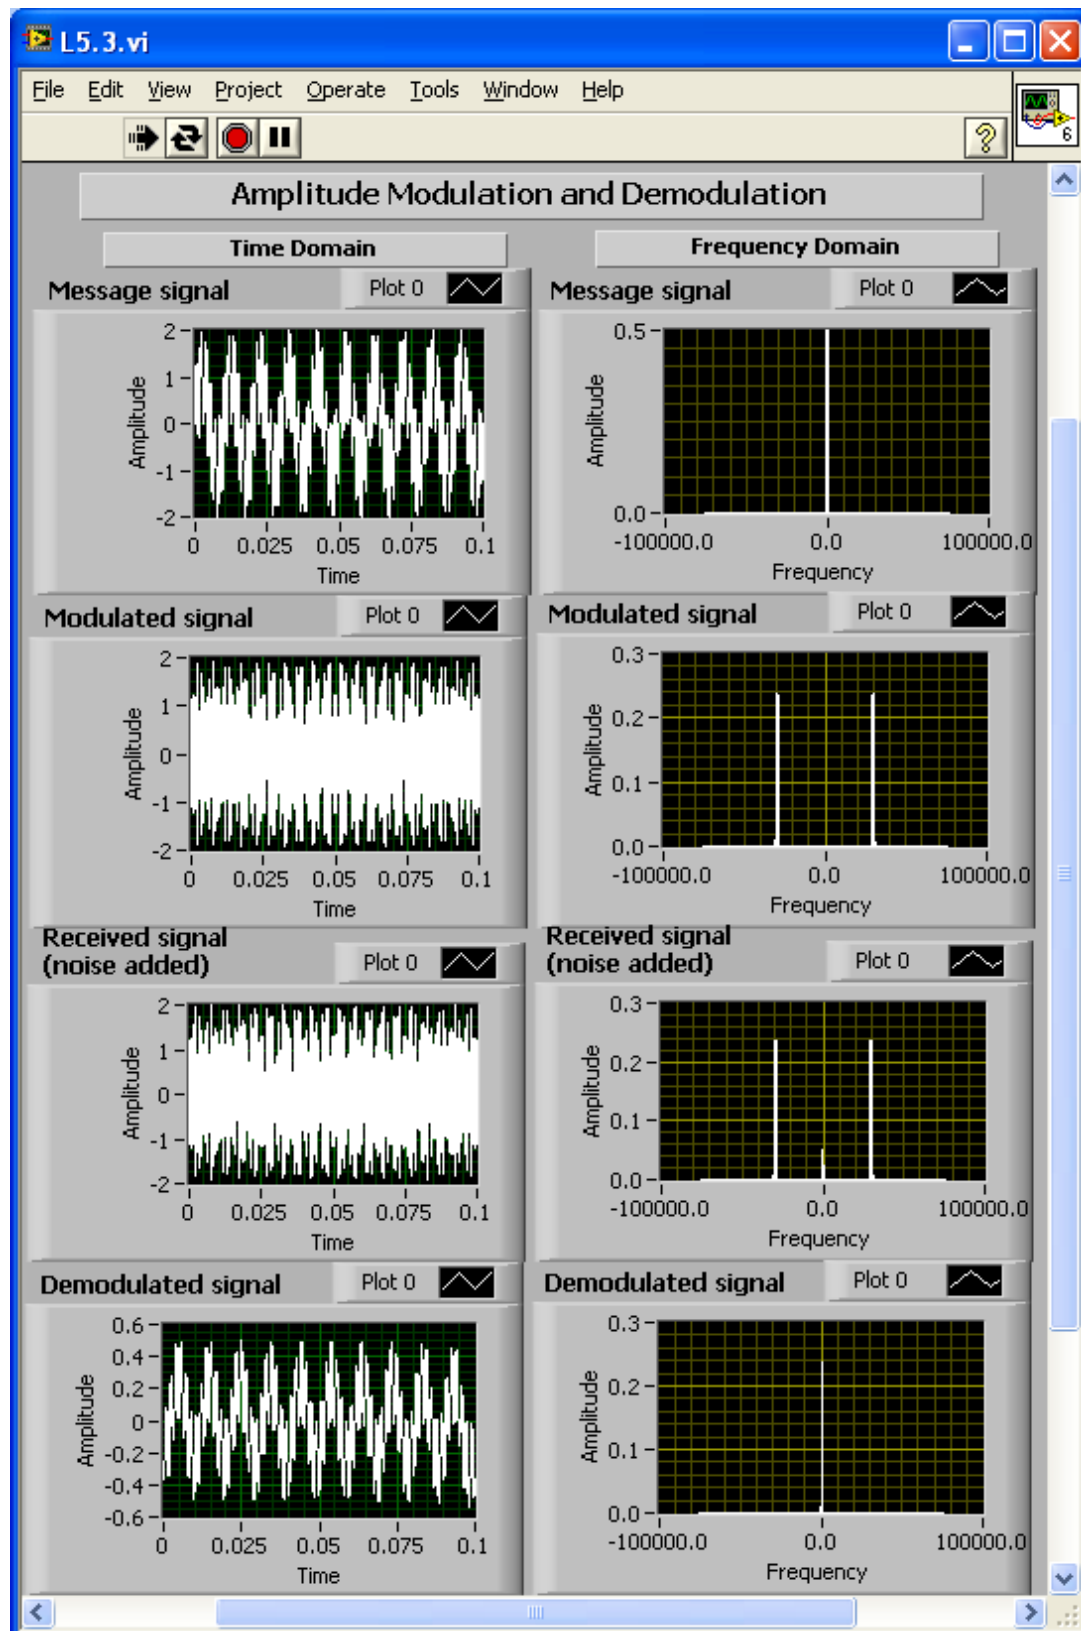 L5.3.vi
File Edit View Project Operate Tools Window Help
6
Amplitude Modulation and Demodulation
Time Domain
Frequency Domain
Message signal
Plot 0
2
1
0
-1
-2
Amplitude
0 0.025 0.05 0.075 0.1
Time
Message signal
Plot 0
0.5
0.0
Amplitude
-100000.0 0.0 100000.0
Frequency
Modulated signal
Plot 0
2
1
0
-1
-2
Amplitude
0 0.025 0.05 0.075 0.1
Time
Modulated signal
Plot 0
0.3
0.2
0.1
0.0
Amplitude
-100000.0 0.0 100000.0
Frequency
Received signal
(noise added)
Plot 0
2
1
0
-1
-2
Amplitude
0 0.025 0.05 0.075 0.1
Time
Received signal
(noise added)
Plot 0
0.3
0.2
0.1
0.0
Amplitude
-100000.0 0.0 100000.0
Frequency
Demodulated signal
Plot 0
0.6
0.4
0.2
0
-0.2
-0.4
-0.6
Amplitude
0 0.025 0.05 0.075 0.1
Time
Demodulated signal
Plot 0
0.3
0.2
0.1
0.0
Amplitude
-100000.0 0.0 100000.0
Frequency